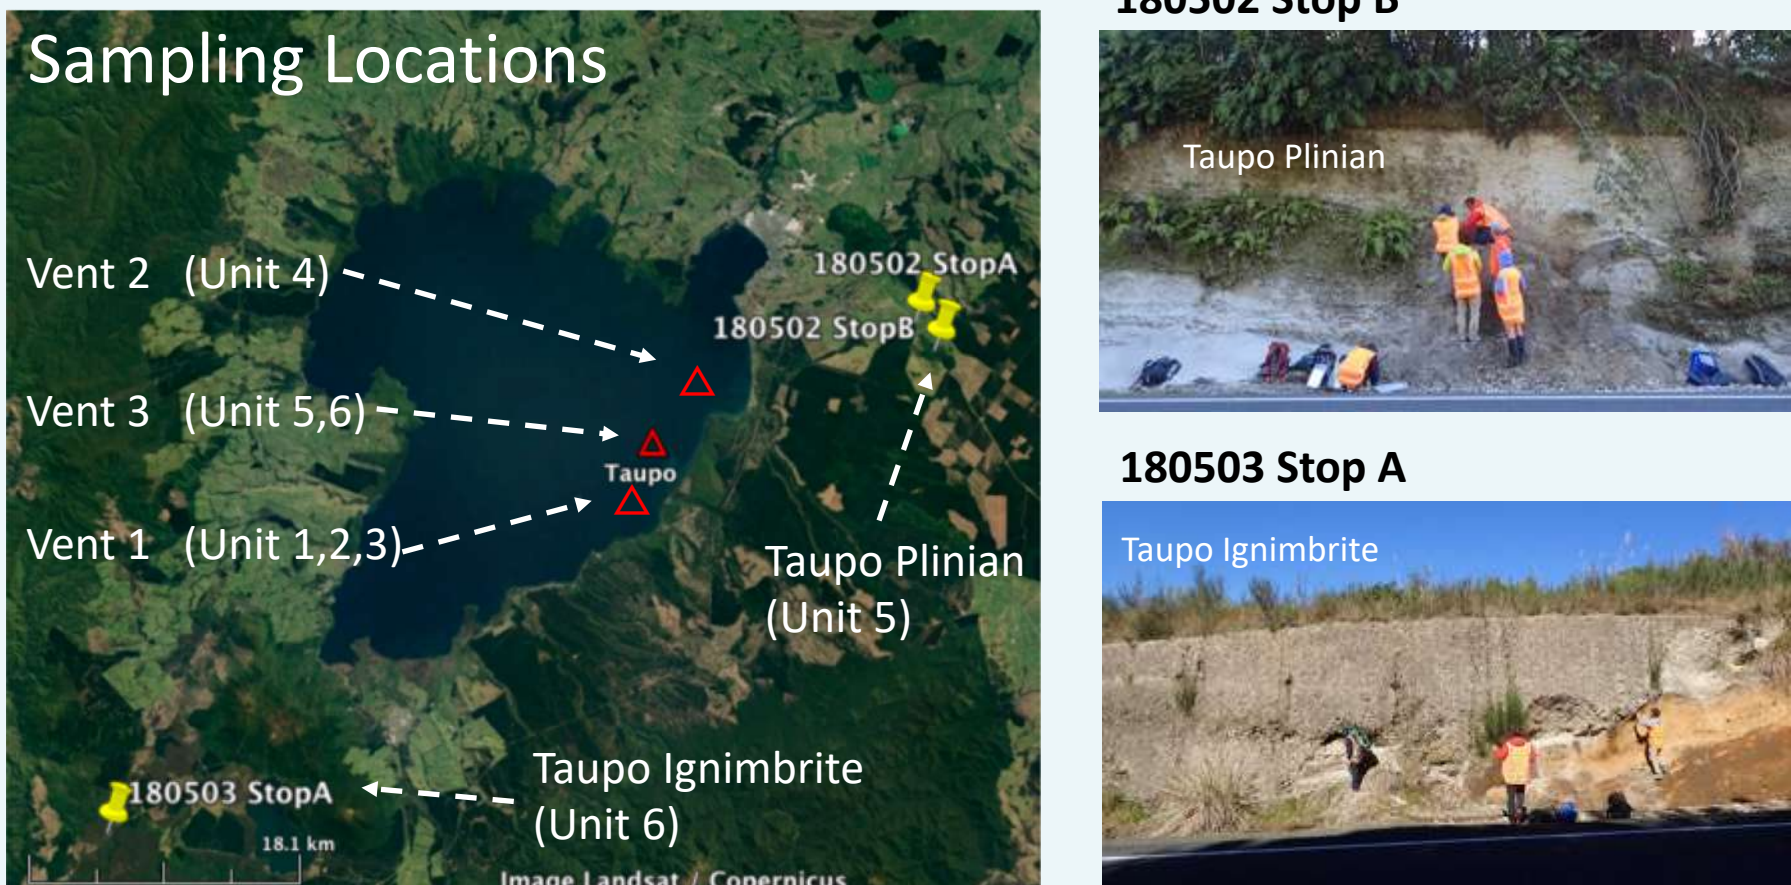 Sampling Locations
180502 StopA
Vent 2 (Unit 4)
180502 StopB
Vent 3 (Unit 5,6)
Taupo
Vent 1 (Unit 1,2,3)
Taupo Plinian
(Unit 5)
Taupo Ignimbrite
(Unit 6)
180503 StopA
18.1 km
Image Landsat / Copernicus
180502 Stop B
Taupo Plinian
180503 Stop A
Taupo Ignimbrite